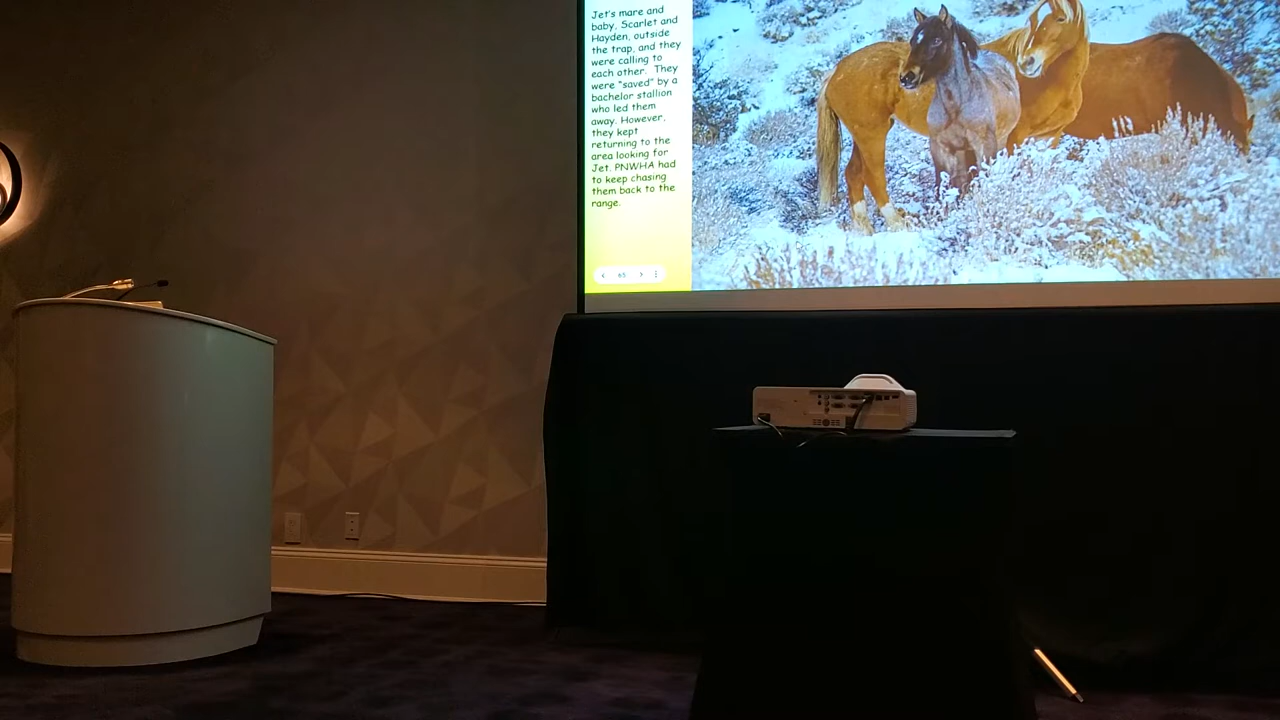 Jet's mare and
baby, Scarlet and
Hayden, outside
the trap, and they
were calling to
each other. They
were "saved" by a
bachelor stallion
who led them
away. However,
they kept
returning to the
area looking for
Jet. PNWHA had
to keep chasing
them back to the
range.
65